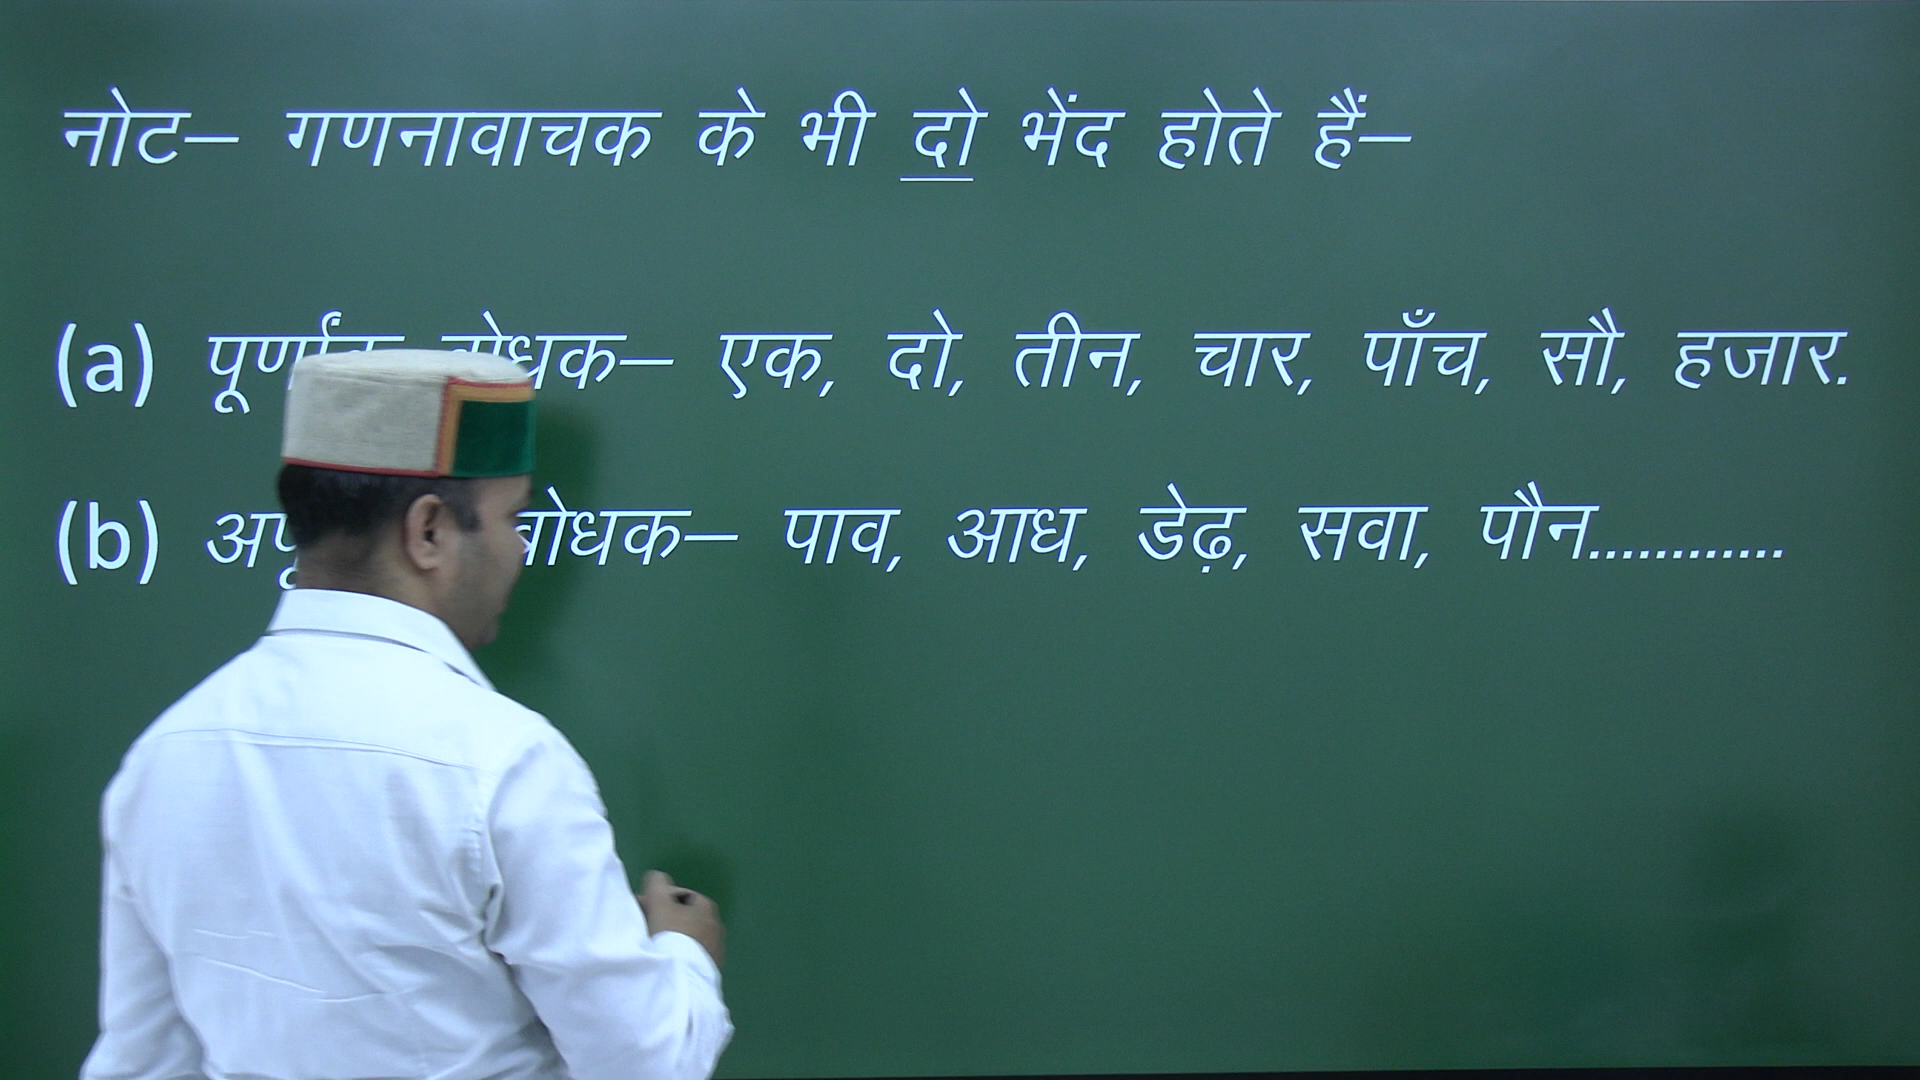 नोट– गणनावाचक के भी दो भेंद होते हैं–
(a) पूर्णांक बोधक– एक, दो, तीन, चार, पाँच, सौ, हजार.
(b) बोधक– पाव, आध, डेढ़, सवा, पौन............